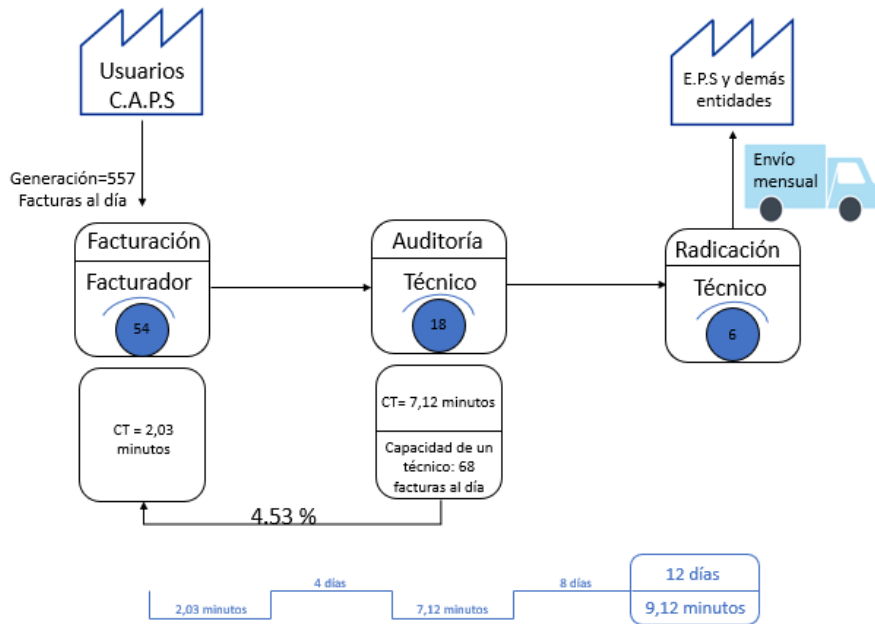 Usuarios
C.A.P.S
E.P.S y demás
entidades
Envío
mensual
Generación=557
Facturas al día
Facturación
Facturador
54
Auditoría
Técnico
18
Radicación
Técnico
6
CT = 2,03
minutos
CT= 7,12 minutos
Capacidad de un
técnico: 68
facturas al día
4.53 %
2,03 minutos
4 días
7,12 minutos
8 días
12 días
9,12 minutos